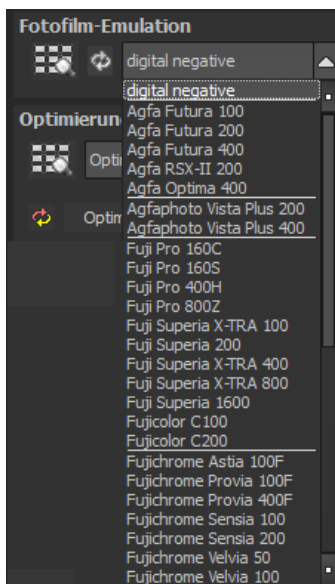 Fotofilm-Emulation
digital negative
digital negative
Agfa Futura 100
Optimierun
Agfa Futura 200
Agfa Futura 400
Opti
Agfa RSX-II 200
Agfa Optima 400
Optim
Agfaphoto Vista Plus 200
Agfaphoto Vista Plus 400
Fuji Pro 160C
Fuji Pro 160S
Fuji Pro 400H
Fuji Pro 800Z
Fuji Superia X-TRA 100
Fuji Superia 200
Fuji Superia X-TRA 400
Fuji Superia X-TRA 800
Fuji Superia 1600
Fujicolor C100
Fujicolor C200
Fujichrome Astia 100F
Fujichrome Provia 100F
Fujichrome Provia 400F
Fujichrome Sensia 100
Fujichrome Sensia 200
Fujichrome Velvia 50
Fujichrome Velvia 100